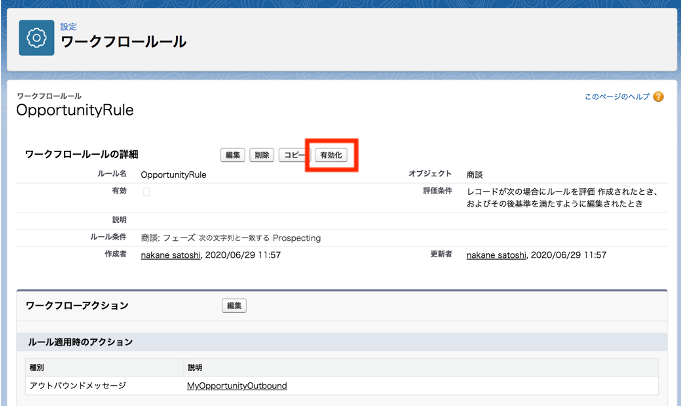 設定
ワークフロールール
ワークフロールール
OpportunityRule
このページのヘルプ ?
ワークフロールールの詳細 編集 削除 コピー 有効化
ルール名 OpportunityRule オブジェクト 商談
有効 評価条件 レコードが次の場合にルールを評価 作成されたとき、
およびその後基準を満たすように編集されたとき
説明
ルール条件 商談: フェーズ 次の文字列と一致する Prospecting
作成者 nakane satoshi, 2020/06/29 11:57 更新者 nakane satoshi, 2020/06/29 11:57
ワークフローアクション 編集
ルール適用時のアクション
種別 説明
アウトバウンドメッセージ MyOpportunityOutbound